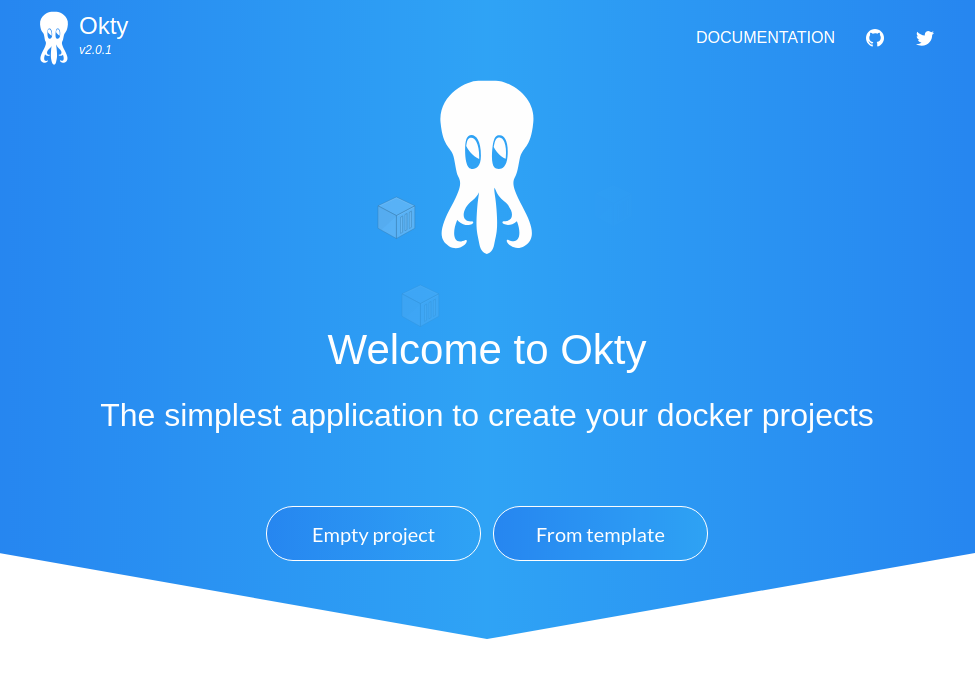 Okty
v2.0.1
DOCUMENTATION
Welcome to Okty
The simplest application to create your docker projects
Empty project
From template